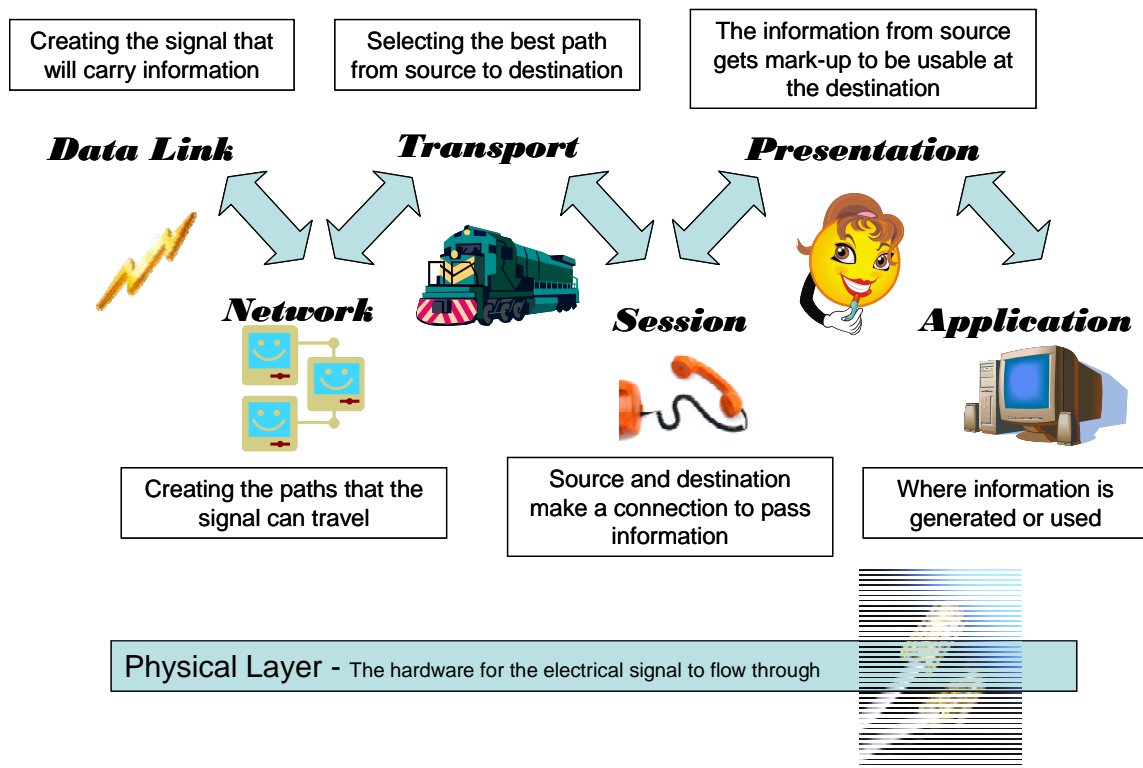 Creating the signal that
will carry information
Selecting the best path
from source to destination
The information from source
gets mark-up to be usable at
the destination
Data Link
Transport
Presentation
Network
Session
Application
Creating the paths that the
signal can travel
Source and destination
make a connection to pass
information
Where information is
generated or used
Physical Layer - The hardware for the electrical signal to flow through